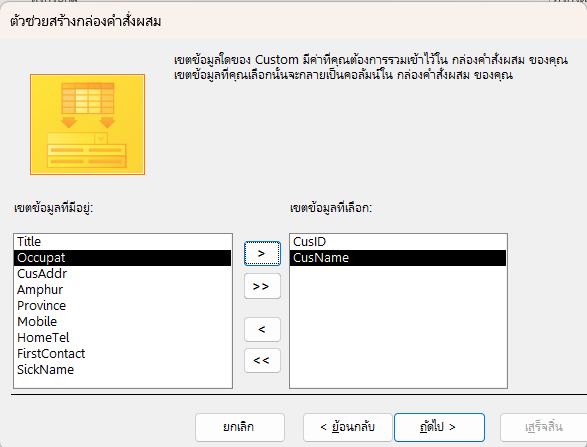 ตัวช่วยสร้างกล่องคำสั่งผสม
เขตข้อมูลใดของ Custom มีค่าที่คุณต้องการรวมเข้าไว้ใน กล่องคำสั่งผสม ของคุณ
เขตข้อมูลที่คุณเลือกนั้นจะกลายเป็นคอลัมน์ใน กล่องคำสั่งผสม ของคุณ
เขตข้อมูลที่มีอยู่:
เขตข้อมูลที่เลือก:
Title
Occupat
CusAddr
Amphur
Province
Mobile
HomeTel
FirstContact
SickName
>
>>
<
<<
CusID
CusName
ยกเลิก
< ย้อนกลับ
ถัดไป >
เสร็จสิ้น